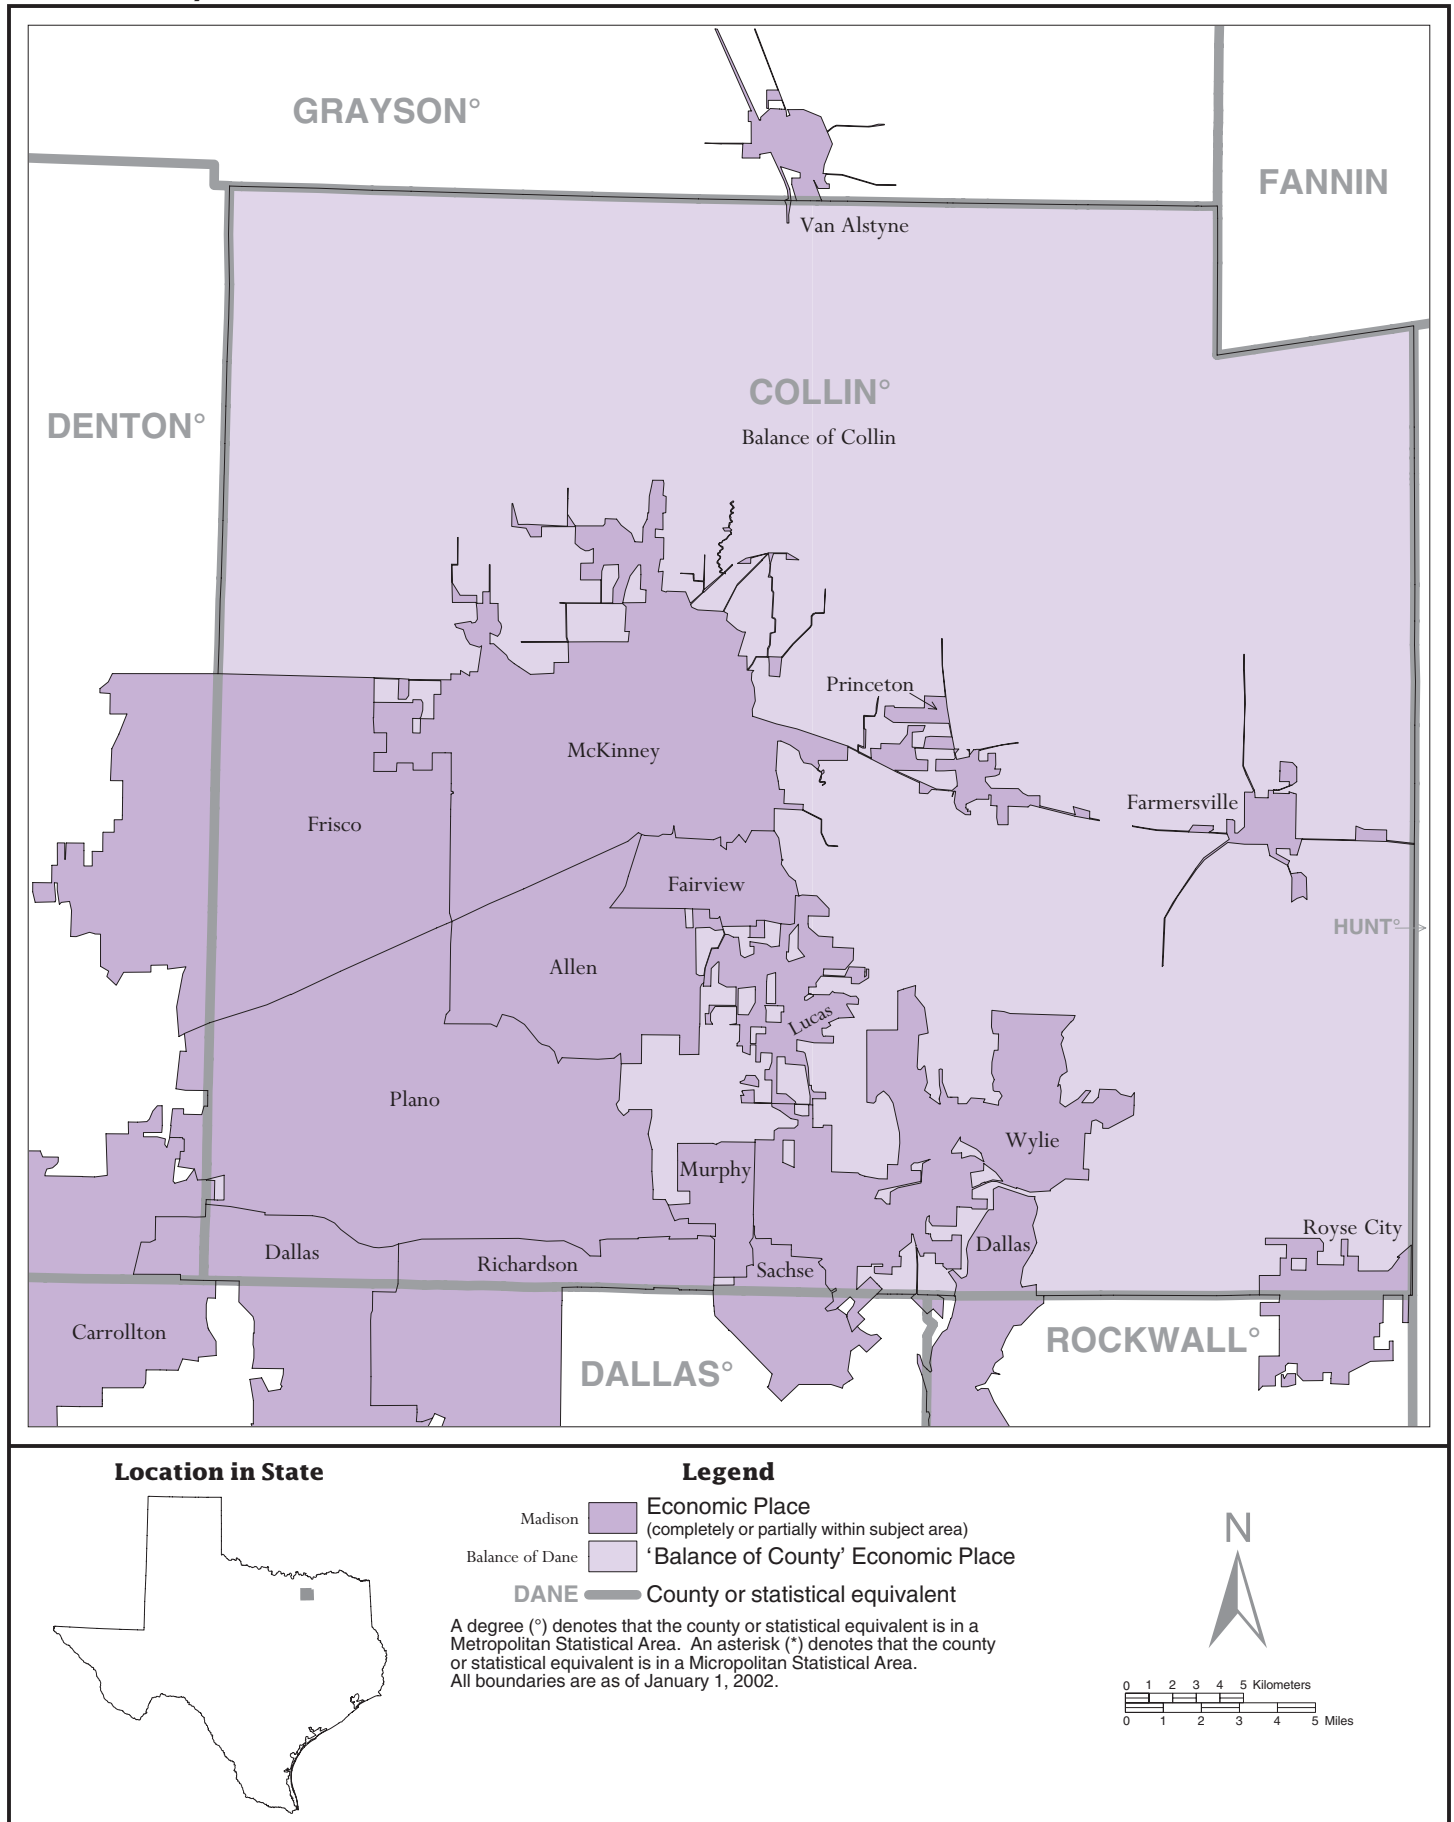 GRAYSON°
FANNIN
Van Alstyne
COLLIN°
DENTON°
Balance of Collin
Princeton
McKinney
Farmersville
Frisco
Fairview
HUNT°
Allen
Lucas
Plano
Wylie
Murphy
Royse City
Dallas
Dallas
Richardson
Sachse
Carrollton
ROCKWALL°
DALLAS°
Location in State
Legend
Madison
Economic Place
(completely or partially within subject area)
Balance of Dane
‘Balance of County’ Economic Place
DANE
County or statistical equivalent
A degree (°) denotes that the county or statistical equivalent is in a
Metropolitan Statistical Area. An asterisk (*) denotes that the county
or statistical equivalent is in a Micropolitan Statistical Area.
All boundaries are as of January 1, 2002.
N
0 1 2 3 4 5 Kilometers
0 1 2 3 4 5 Miles